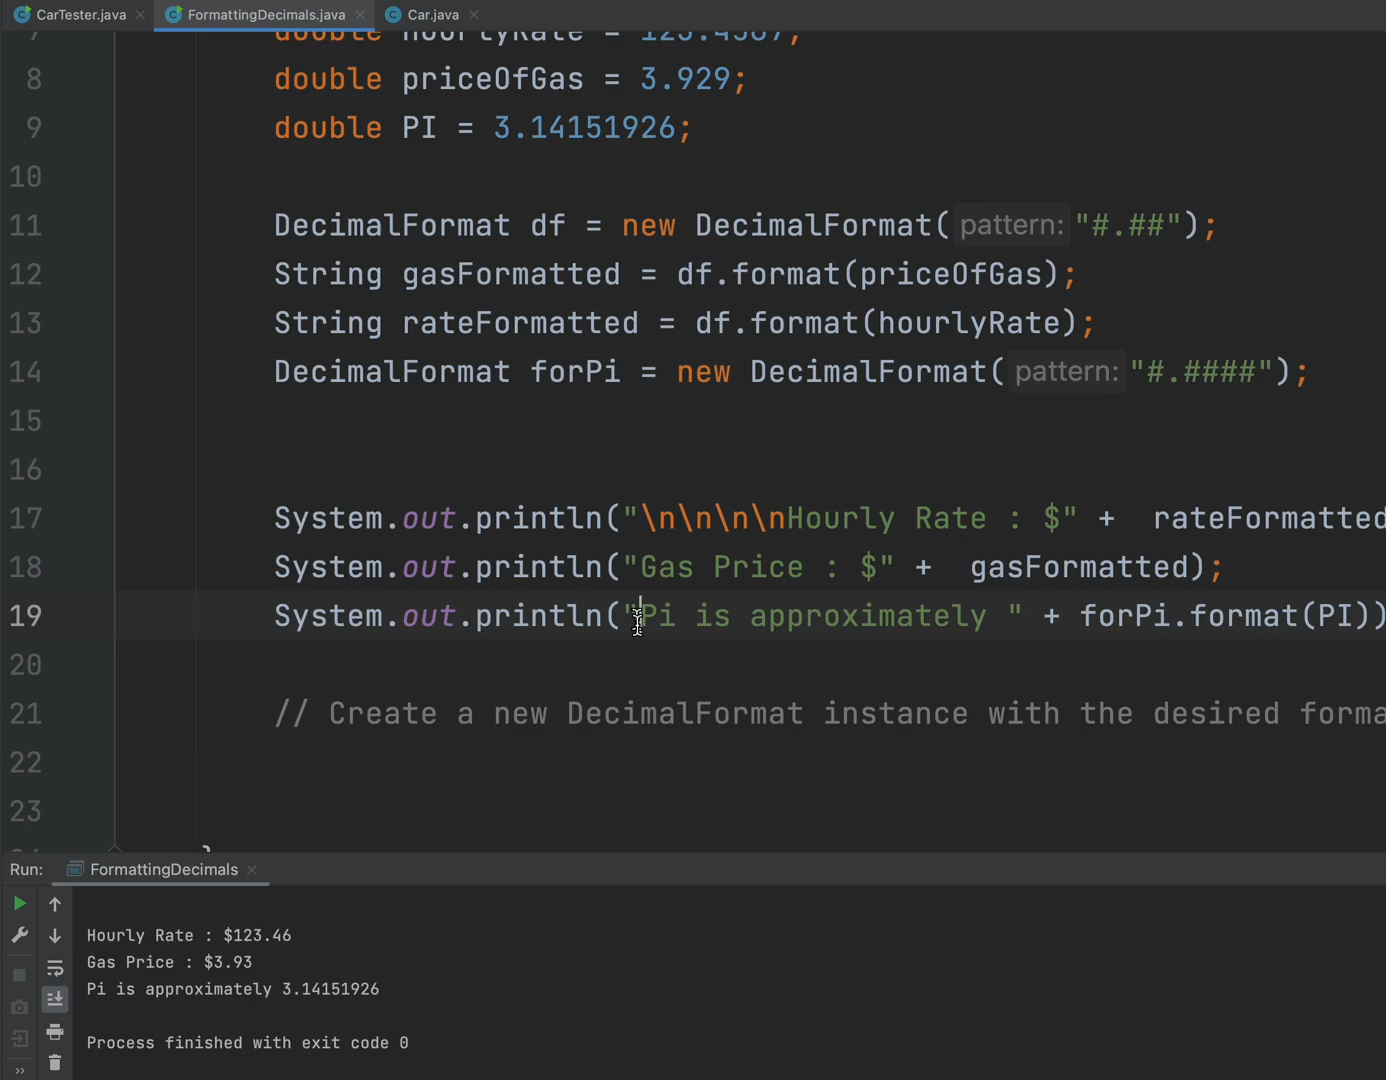 CarTester.java
FormattingDecimals.java
Car.java
7 double hourlyRate = 123.4567;
8 double priceOfGas = 3.929;
9 double PI = 3.14151926;
10
11 DecimalFormat df = new DecimalFormat( pattern: "#.##");
12 String gasFormatted = df.format(priceOfGas);
13 String rateFormatted = df.format(hourlyRate);
14 DecimalFormat forPi = new DecimalFormat( pattern: "#.####");
15
16
17 System.out.println("\n\n\n\nHourly Rate : $" +  rateFormatted
18 System.out.println("Gas Price : $" +  gasFormatted);
19 System.out.println("Pi is approximately " + forPi.format(PI))
20
21 // Create a new DecimalFormat instance with the desired forma
22
23
}
Run: FormattingDecimals
Hourly Rate : $123.46
Gas Price : $3.93
Pi is approximately 3.14151926
Process finished with exit code 0